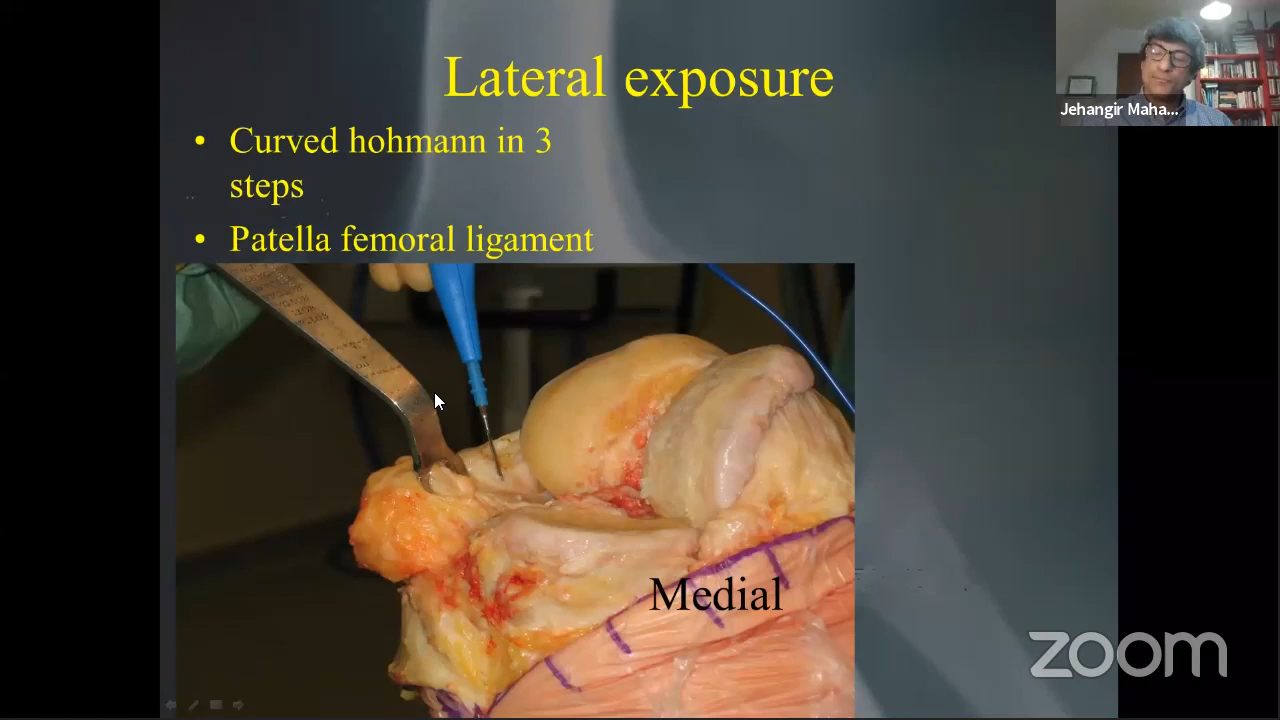 Lateral exposure
• Curved hohmann in 3
steps
• Patella femoral ligament
Jehangir Maha...
Medial
zoom